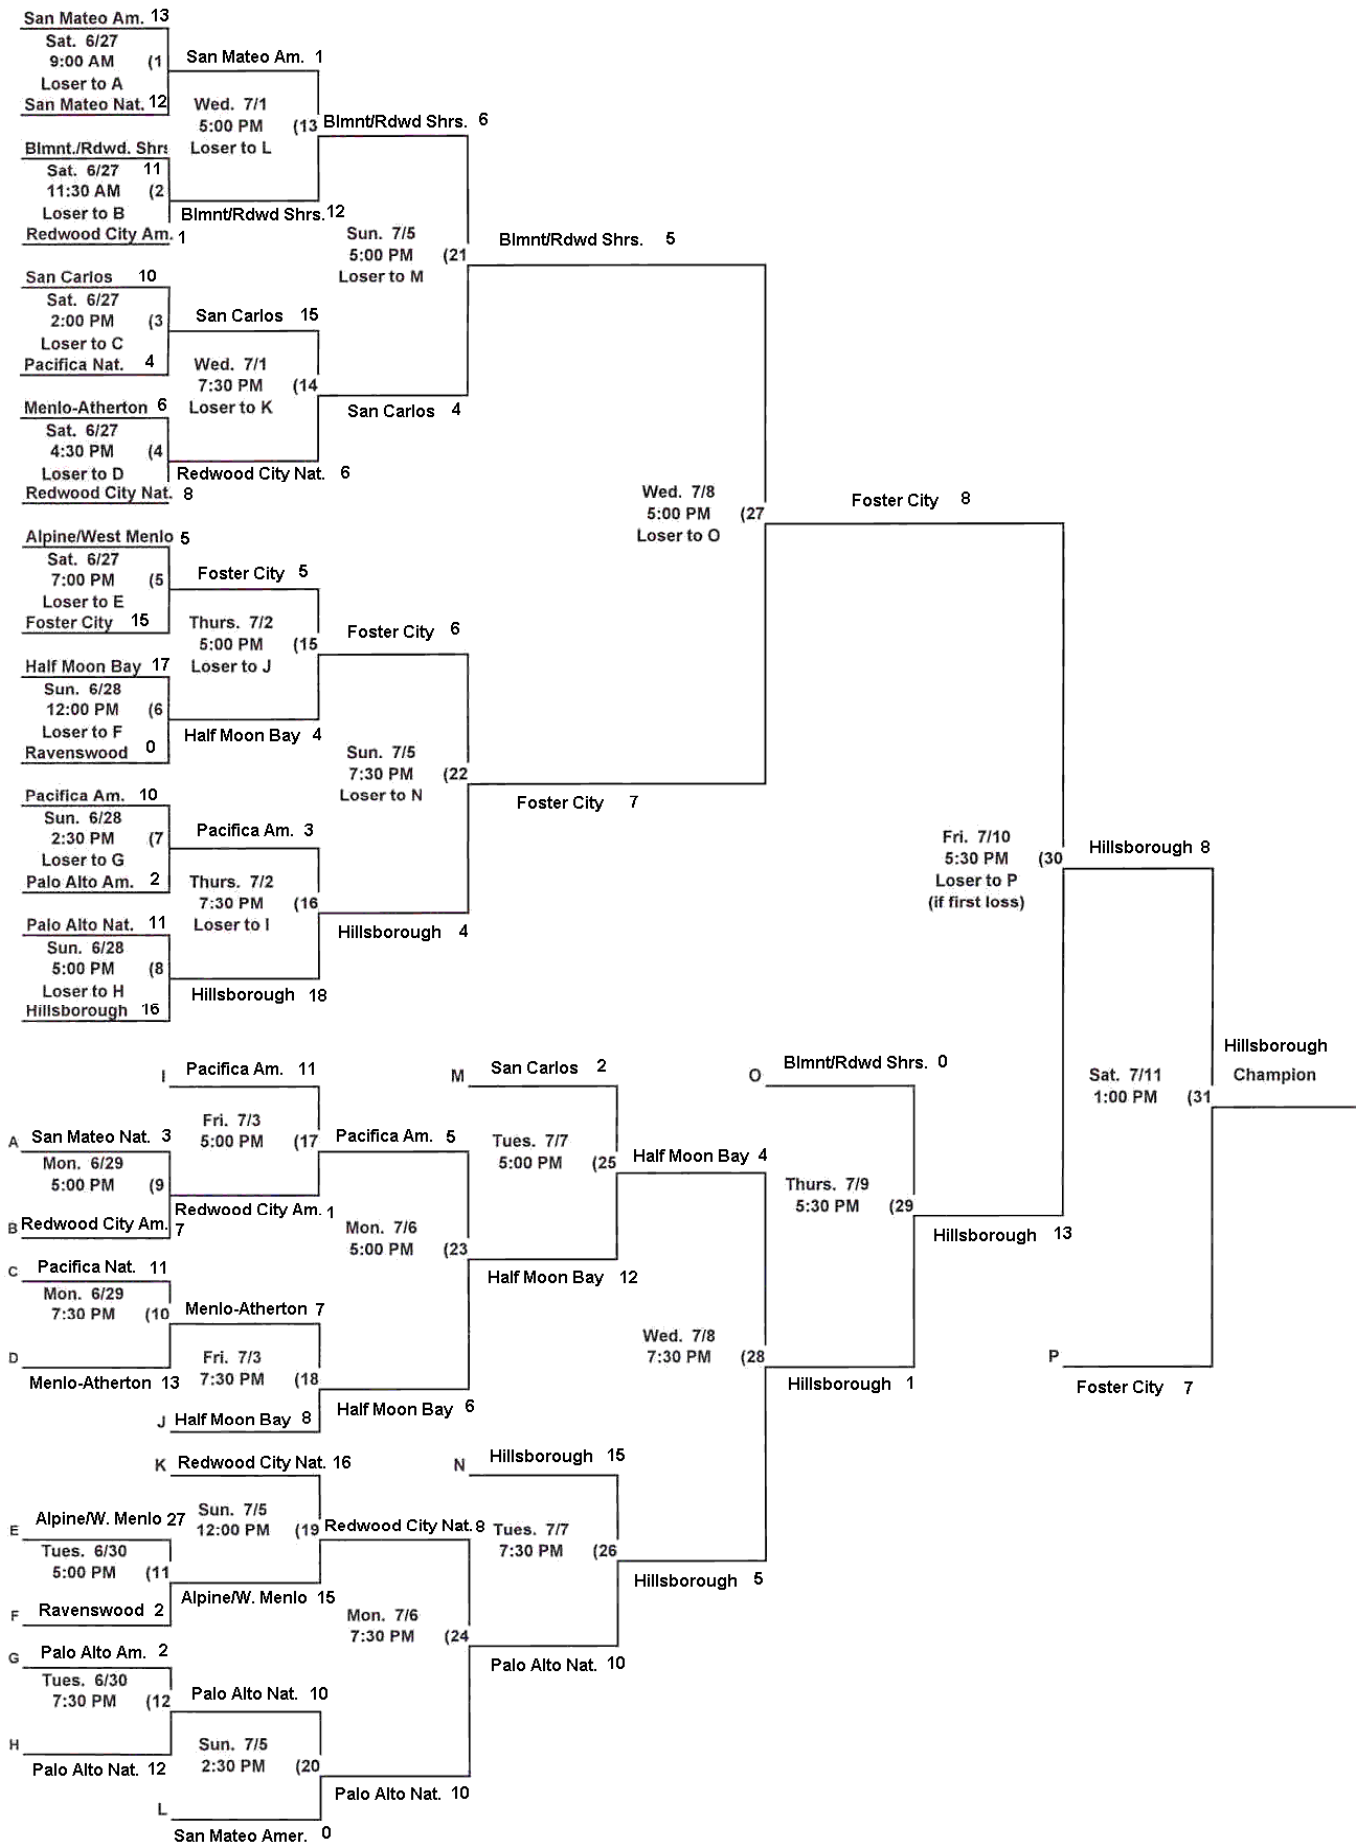 San Mateo Am. 13
Sat. 6/27
9:00 AM (1
Loser to A
San Mateo Nat. 12
San Mateo Am. 1
Wed. 7/1
5:00 PM (13
Loser to L
Blmnt./Rdwd. Shrs
Sat. 6/27 11
11:30 AM (2
Loser to B
Redwood City Am. 1
Blmnt/Rdwd Shrs. 12
Blmnt/Rdwd Shrs. 6
Sun. 7/5
5:00 PM (21
Loser to M
San Carlos 10
Sat. 6/27
2:00 PM (3
Loser to C
Pacifica Nat. 4
San Carlos 15
Wed. 7/1
7:30 PM (14
Loser to K
Menlo-Atherton 6
Sat. 6/27
4:30 PM (4
Loser to D
Redwood City Nat. 8
Redwood City Nat. 6
San Carlos 4
Blmnt/Rdwd Shrs. 5
Wed. 7/8
5:00 PM (27
Loser to O
Alpine/West Menlo 5
Sat. 6/27
7:00 PM (5
Loser to E
Foster City 15
Foster City 5
Thurs. 7/2
5:00 PM (15
Loser to J
Half Moon Bay 17
Sun. 6/28
12:00 PM (6
Loser to F
Ravenswood 0
Half Moon Bay 4
Foster City 6
Sun. 7/5
7:30 PM (22
Loser to N
Pacifica Am. 10
Sun. 6/28
2:30 PM (7
Loser to G
Palo Alto Am. 2
Pacifica Am. 3
Thurs. 7/2
7:30 PM (16
Loser to I
Palo Alto Nat. 11
Sun. 6/28
5:00 PM (8
Loser to H
Hillsborough 16
Hillsborough 18
Hillsborough 4
Foster City 7
Foster City 8
Fri. 7/10
5:30 PM (30
Loser to P
(if first loss)
Hillsborough 8
Sat. 7/11
1:00 PM (31
Hillsborough
Champion
I Pacifica Am. 11
Fri. 7/3
5:00 PM (17
A San Mateo Nat. 3
Mon. 6/29
5:00 PM (9
B Redwood City Am. 7
Redwood City Am. 1
Pacifica Am. 5
Mon. 7/6
5:00 PM (23
C Pacifica Nat. 11
Mon. 6/29
7:30 PM (10
D
Menlo-Atherton 13
Menlo-Atherton 7
Fri. 7/3
7:30 PM (18
J Half Moon Bay 8
Half Moon Bay 6
M San Carlos 2
Tues. 7/7
5:00 PM (25
Half Moon Bay 12
Half Moon Bay 4
Wed. 7/8
7:30 PM (28
O Blmnt/Rdwd Shrs. 0
Thurs. 7/9
5:30 PM (29
Hillsborough 1
Hillsborough 13
P
Foster City 7
K Redwood City Nat. 16
Sun. 7/5
12:00 PM (19
E Alpine/W. Menlo 27
Tues. 6/30
5:00 PM (11
F Ravenswood 2
Alpine/W. Menlo 15
Redwood City Nat. 8
Mon. 7/6
7:30 PM (24
G Palo Alto Am. 2
Tues. 6/30
7:30 PM (12
H
Palo Alto Nat. 12
Palo Alto Nat. 10
Sun. 7/5
2:30 PM (20
L
San Mateo Amer. 0
Palo Alto Nat. 10
N Hillsborough 15
Tues. 7/7
7:30 PM (26
Palo Alto Nat. 10
Hillsborough 5